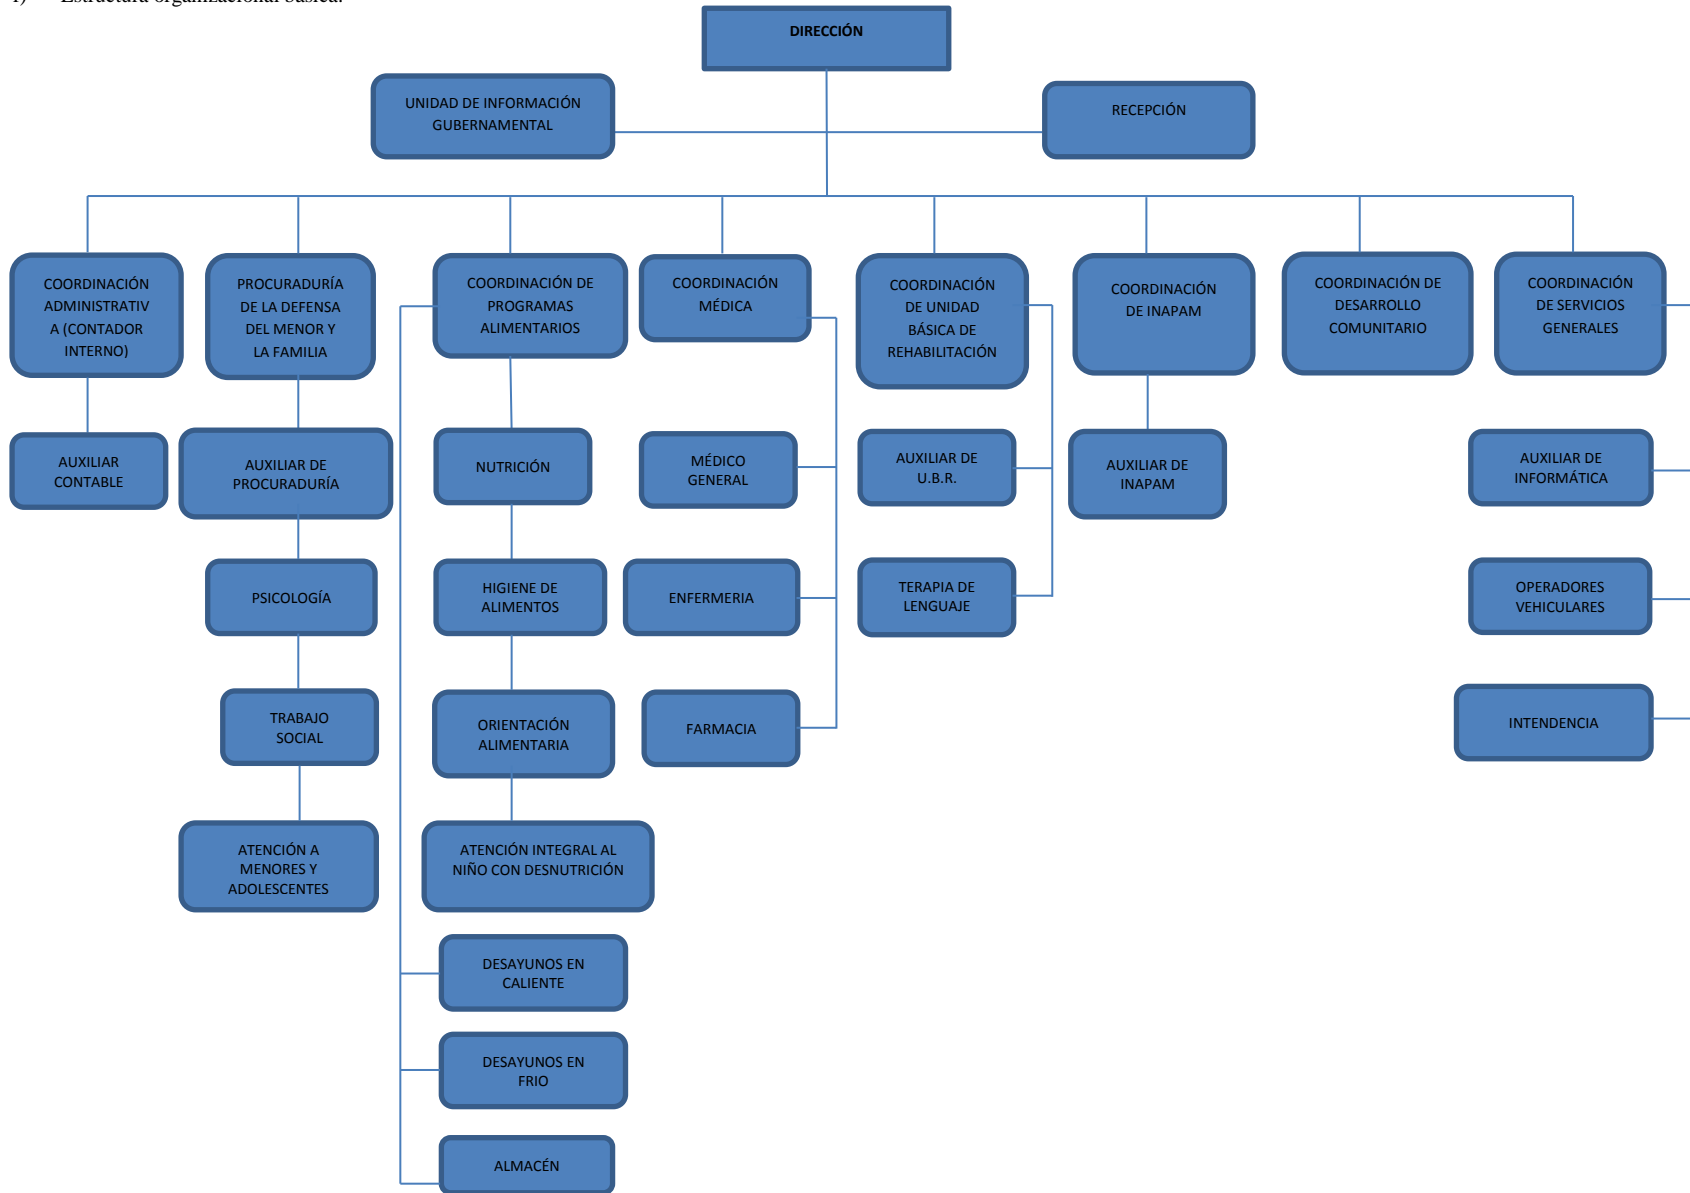 Estructura organizacional básica.
DIRECCIÓN
UNIDAD DE INFORMACIÓN
GUBERNAMENTAL
RECEPCIÓN
COORDINACIÓN
ADMINISTRATIV
A (CONTADOR
INTERNO)
PROCURADURÍA
DE LA DEFENSA
DEL MENOR Y
LA FAMILIA
COORDINACIÓN DE
PROGRAMAS
ALIMENTARIOS
COORDINACIÓN
MÉDICA
COORDINACIÓN
DE UNIDAD
BÁSICA DE
REHABILITACIÓN
COORDINACIÓN
DE INAPAM
COORDINACIÓN DE
DESARROLLO
COMUNITARIO
COORDINACIÓN
DE SERVICIOS
GENERALES
AUXILIAR
CONTABLE
AUXILIAR DE
PROCURADURÍA
NUTRICIÓN
MÉDICO
GENERAL
AUXILIAR DE
U.B.R.
AUXILIAR DE
INAPAM
AUXILIAR DE
INFORMÁTICA
PSICOLOGÍA
HIGIENE DE
ALIMENTOS
ENFERMERIA
TERAPIA DE
LENGUAJE
OPERADORES
VEHICULARES
TRABAJO
SOCIAL
ORIENTACIÓN
ALIMENTARIA
FARMACIA
INTENDENCIA
ATENCIÓN A
MENORES Y
ADOLESCENTES
ATENCIÓN INTEGRAL AL
NIÑO CON DESNUTRICIÓN
DESAYUNOS EN
CALIENTE
DESAYUNOS EN
FRIO
ALMACÉN